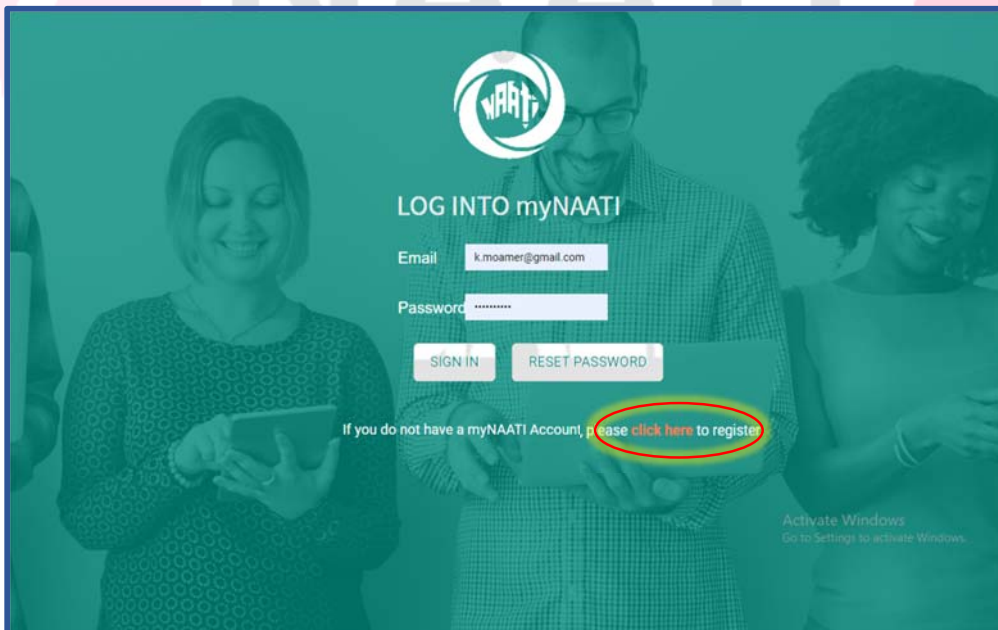 NAATI
LOG INTO myNAATI
Email k.moamer@gmail.com
Password ••••••••••
SIGN IN RESET PASSWORD
If you do not have a myNAATI Account, please click here to register
Activate Windows
Go to Settings to activate Windows.